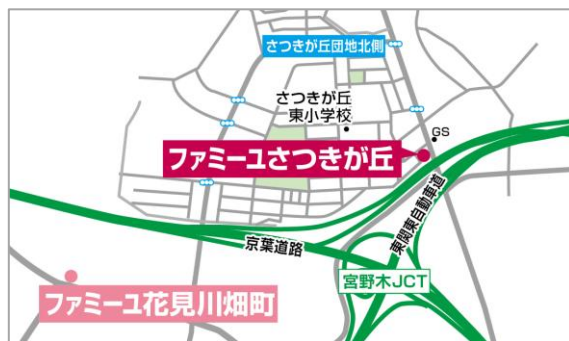 さつきが丘団地北側
さつきが丘
東小学校
GS
ファミーユさつきが丘
東関東自動車道
京葉道路
宮野木JCT
ファミーユ花見川畑町